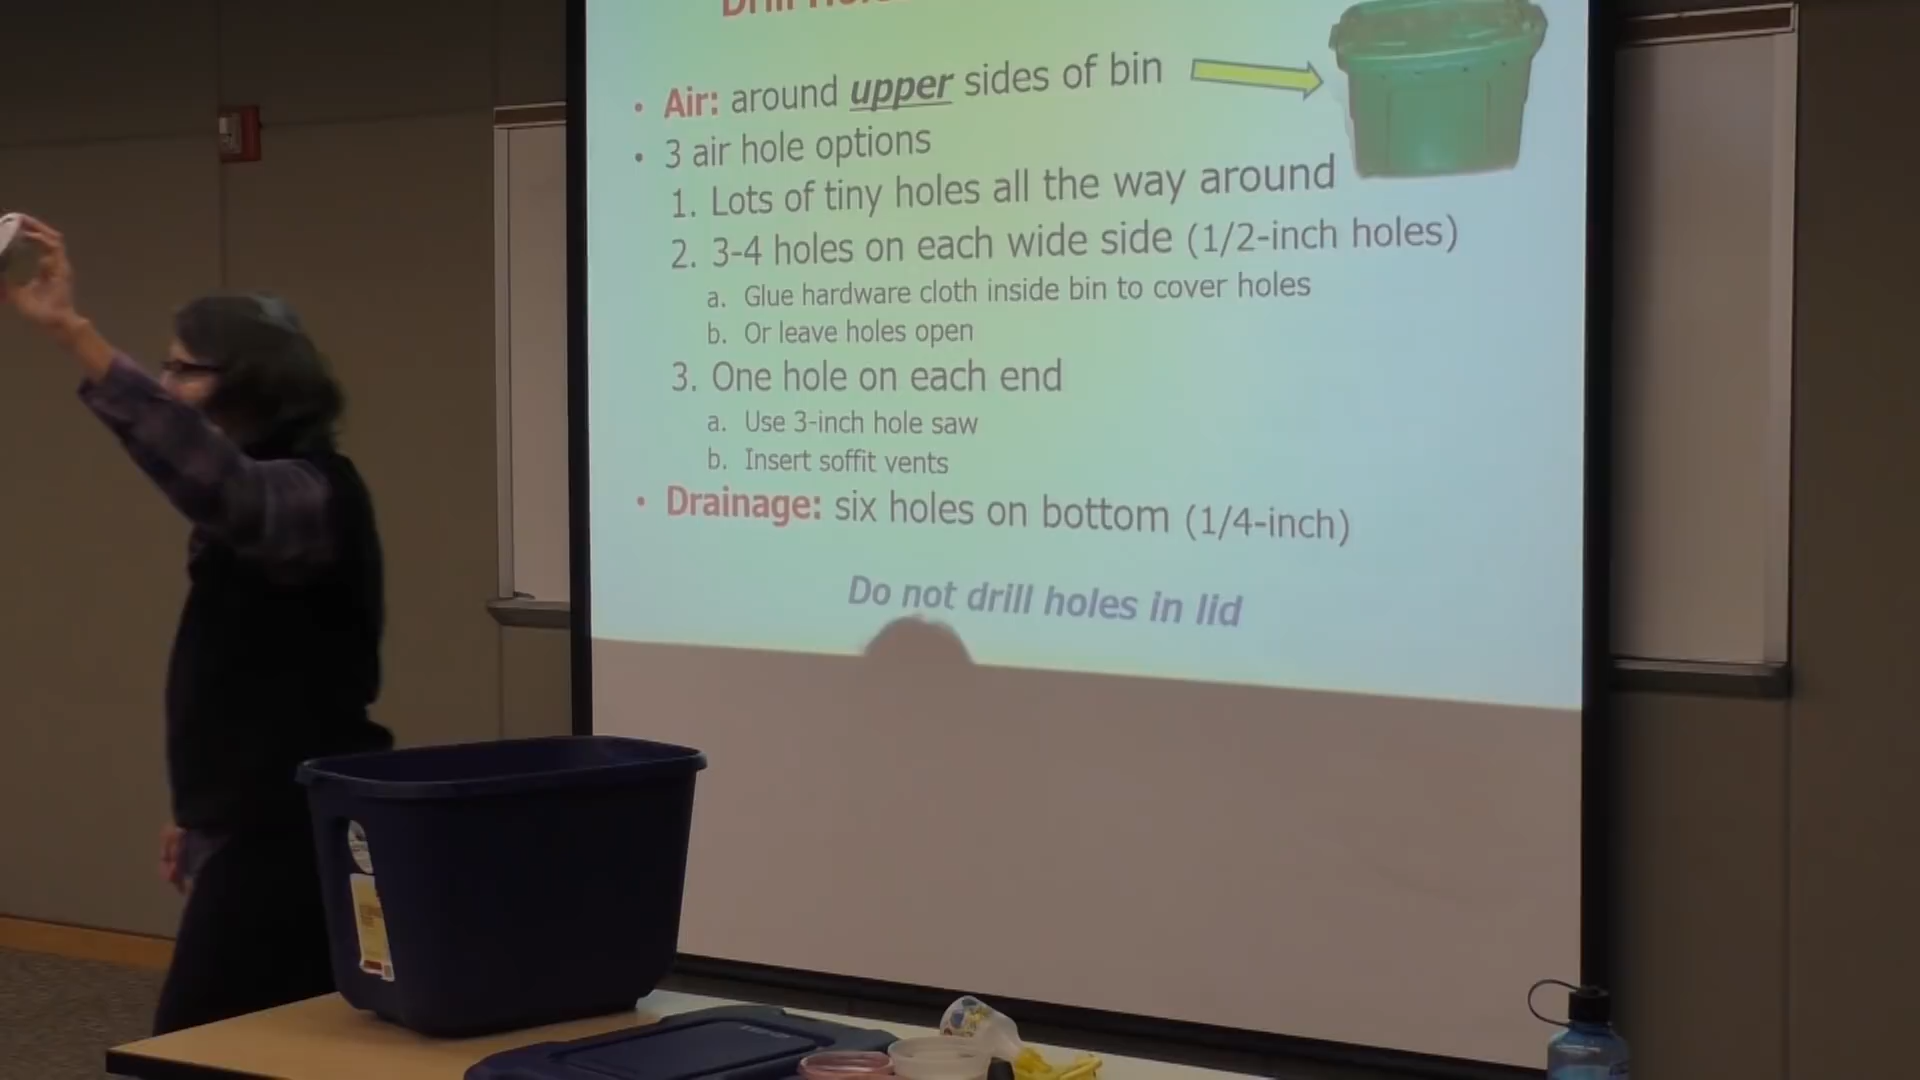 Drill Hol
• Air: around upper sides of bin
• 3 air hole options
1. Lots of tiny holes all the way around
2. 3-4 holes on each wide side (1/2-inch holes)
a. Glue hardware cloth inside bin to cover holes
b. Or leave holes open
3. One hole on each end
a. Use 3-inch hole saw
b. Insert soffit vents
• Drainage: six holes on bottom (1/4-inch)
Do not drill holes in lid